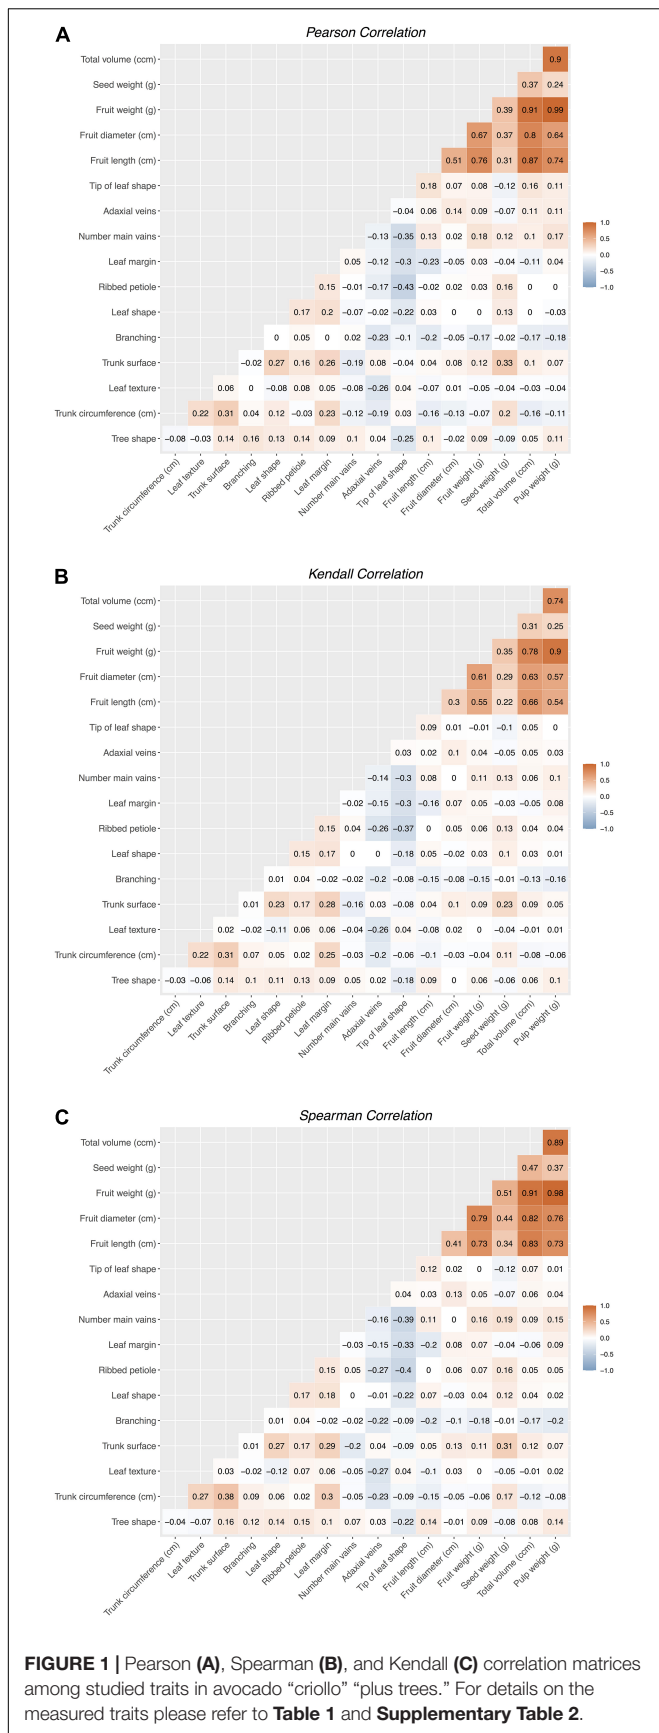 A
Pearson Correlation
Total volume (ccm) 0.9
Seed weight (g) 0.37 0.24
Fruit weight (g) 0.39 0.91 0.99
Fruit diameter (cm) 0.67 0.37 0.8 0.64
Fruit length (cm) 0.51 0.76 0.31 0.87 0.74
Tip of leaf shape 0.18 0.07 0.08 −0.12 0.16 0.11
Adaxial veins −0.04 0.06 0.14 0.09 −0.07 0.11 0.11
Number main vains −0.13 −0.35 0.13 0.02 0.18 0.12 0.1 0.17
Leaf margin 0.05 −0.12 −0.3 −0.23 −0.05 0.03 −0.04 −0.11 0.04
Ribbed petiole 0.15 −0.01 −0.17 −0.43 −0.02 0.02 0.03 0.16 0 0
Leaf shape 0.17 0.2 −0.07 −0.02 −0.22 0.03 0 0 0.13 0 −0.03
Branching 0 0.05 0 0.02 −0.23 −0.1 −0.2 −0.05 −0.17 −0.02 −0.17 −0.18
Trunk surface −0.02 0.27 0.16 0.26 −0.19 0.08 −0.04 0.04 0.08 0.12 0.33 0.1 0.07
Leaf texture 0.06 0 −0.08 0.08 0.05 −0.08 −0.26 0.04 −0.07 0.01 −0.05 −0.04 −0.03 −0.04
Trunk circumference (cm) 0.22 0.31 0.04 0.12 −0.03 0.23 −0.12 −0.19 0.03 −0.16 −0.13 −0.07 0.2 −0.16 −0.11
Tree shape −0.08 −0.03 0.14 0.16 0.13 0.14 0.09 0.1 0.04 −0.25 0.1 −0.02 0.09 −0.09 0.05 0.11
Trunk circumference (cm) Leaf texture Trunk surface Branching Leaf shape Ribbed petiole Leaf margin Number main vains Adaxial veins Tip of leaf shape Fruit length (cm) Fruit diameter (cm) Fruit weight (g) Seed weight (g) Total volume (ccm) Pulp weight (g)
1.0
0.5
0.0
−0.5
−1.0
B
Kendall Correlation
Total volume (ccm) 0.74
Seed weight (g) 0.31 0.25
Fruit weight (g) 0.35 0.78 0.9
Fruit diameter (cm) 0.61 0.29 0.63 0.57
Fruit length (cm) 0.3 0.55 0.22 0.66 0.54
Tip of leaf shape 0.09 0.01 −0.01 −0.1 0.05 0
Adaxial veins 0.03 0.02 0.1 0.04 −0.05 0.05 0.03
Number main vains −0.14 −0.3 0.08 0 0.11 0.13 0.06 0.1
Leaf margin −0.02 −0.15 −0.3 −0.16 0.07 0.05 −0.03 −0.05 0.08
Ribbed petiole 0.15 0.04 −0.26 −0.37 0 0.05 0.06 0.13 0.04 0.04
Leaf shape 0.15 0.17 0 0 −0.18 0.05 −0.02 0.03 0.1 0.03 0.01
Branching 0.01 0.04 −0.02 −0.02 −0.2 −0.08 −0.15 −0.08 −0.15 −0.01 −0.13 −0.16
Trunk surface 0.01 0.23 0.17 0.28 −0.16 0.03 −0.08 0.04 0.1 0.09 0.23 0.09 0.05
Leaf texture 0.02 −0.02 −0.11 0.06 0.06 −0.04 −0.26 0.04 −0.08 0.02 0 −0.04 −0.01 0.01
Trunk circumference (cm) 0.22 0.31 0.07 0.05 0.02 0.25 −0.03 −0.2 −0.06 −0.1 −0.03 −0.04 0.11 −0.08 −0.06
Tree shape −0.03 −0.06 0.14 0.1 0.11 0.13 0.09 0.05 0.02 −0.18 0.09 0 0.06 −0.06 0.06 0.1
Trunk circumference (cm) Leaf texture Trunk surface Branching Leaf shape Ribbed petiole Leaf margin Number main vains Adaxial veins Tip of leaf shape Fruit length (cm) Fruit diameter (cm) Fruit weight (g) Seed weight (g) Total volume (ccm) Pulp weight (g)
1.0
0.5
0.0
−0.5
−1.0
C
Spearman Correlation
Total volume (ccm) 0.89
Seed weight (g) 0.47 0.37
Fruit weight (g) 0.51 0.91 0.98
Fruit diameter (cm) 0.79 0.44 0.82 0.76
Fruit length (cm) 0.41 0.73 0.34 0.83 0.73
Tip of leaf shape 0.12 0.02 0 −0.12 0.07 0.01
Adaxial veins 0.04 0.03 0.13 0.05 −0.07 0.06 0.04
Number main vains −0.16 −0.39 0.11 0 0.16 0.19 0.09 0.15
Leaf margin −0.03 −0.15 −0.33 −0.2 0.08 0.07 −0.04 −0.06 0.09
Ribbed petiole 0.15 0.05 −0.27 −0.4 0 0.06 0.07 0.16 0.05 0.05
Leaf shape 0.17 0.18 0 −0.01 −0.22 0.07 −0.03 0.04 0.12 0.04 0.02
Branching 0.01 0.04 −0.02 −0.02 −0.22 −0.09 −0.2 −0.1 −0.18 −0.01 −0.17 −0.2
Trunk surface 0.01 0.27 0.17 0.29 −0.2 0.04 −0.09 0.05 0.13 0.11 0.31 0.12 0.07
Leaf texture 0.03 −0.02 −0.12 0.07 0.06 −0.05 −0.27 0.04 −0.1 0.03 0 −0.05 −0.01 0.02
Trunk circumference (cm) 0.27 0.38 0.09 0.06 0.02 0.3 −0.05 −0.23 −0.09 −0.15 −0.05 −0.06 0.17 −0.12 −0.08
Tree shape −0.04 −0.07 0.16 0.12 0.14 0.15 0.1 0.07 0.03 −0.22 0.14 −0.01 0.09 −0.08 0.08 0.14
Trunk circumference (cm) Leaf texture Trunk surface Branching Leaf shape Ribbed petiole Leaf margin Number main vains Adaxial veins Tip of leaf shape Fruit length (cm) Fruit diameter (cm) Fruit weight (g) Seed weight (g) Total volume (ccm) Pulp weight (g)
1.0
0.5
0.0
−0.5
−1.0
FIGURE 1 | Pearson (A), Spearman (B), and Kendall (C) correlation matrices
among studied traits in avocado “criollo” “plus trees.” For details on the
measured traits please refer to Table 1 and Supplementary Table 2.